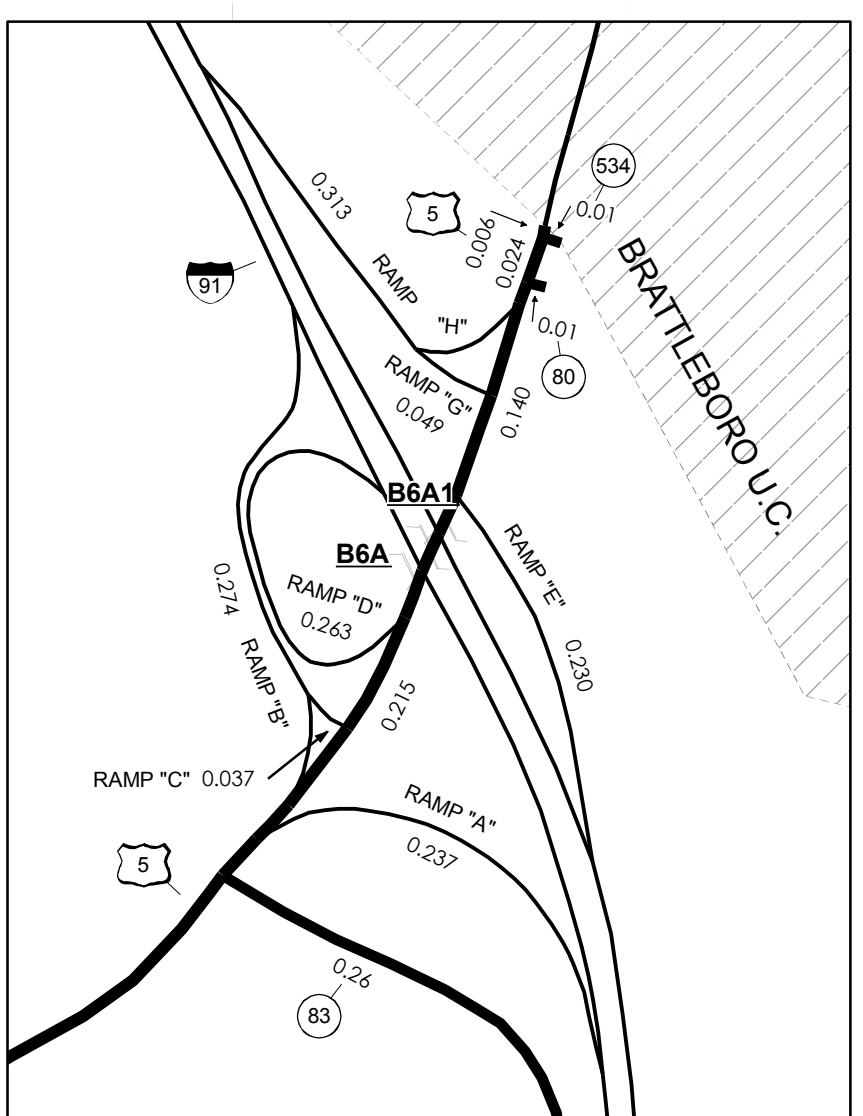 534
5
0.01
0.313
0.006
0.024
RAMP
"H"
91
0.01
80
BRATTLEBORO U.C.
RAMP "G"
0.049
0.140
B6A1
B6A
RAMP "E"
0.230
0.274
RAMP "D"
0.263
RAMP "B"
0.215
RAMP "C" 0.037
RAMP "A"
0.237
5
0.26
83